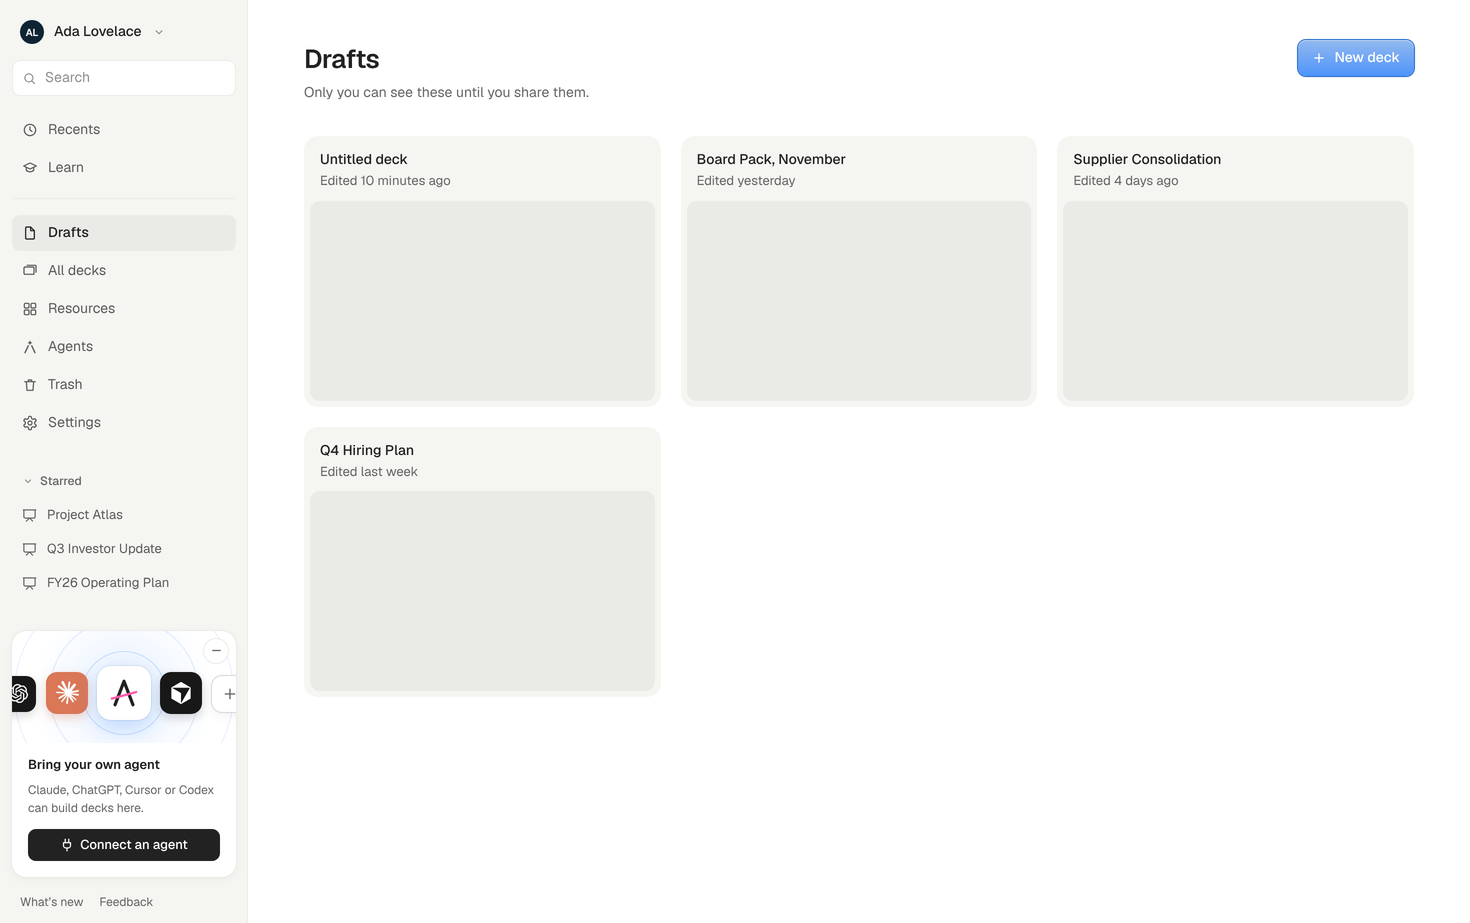 AL Ada Lovelace
Search
Recents
Learn
Drafts
All decks
Resources
Agents
Trash
Settings
Starred
Project Atlas
Q3 Investor Update
FY26 Operating Plan
Bring your own agent
Claude, ChatGPT, Cursor or Codex
can build decks here.
Connect an agent
What's new Feedback
Drafts
Only you can see these until you share them.
New deck
Untitled deck
Edited 10 minutes ago
Board Pack, November
Edited yesterday
Supplier Consolidation
Edited 4 days ago
Q4 Hiring Plan
Edited last week